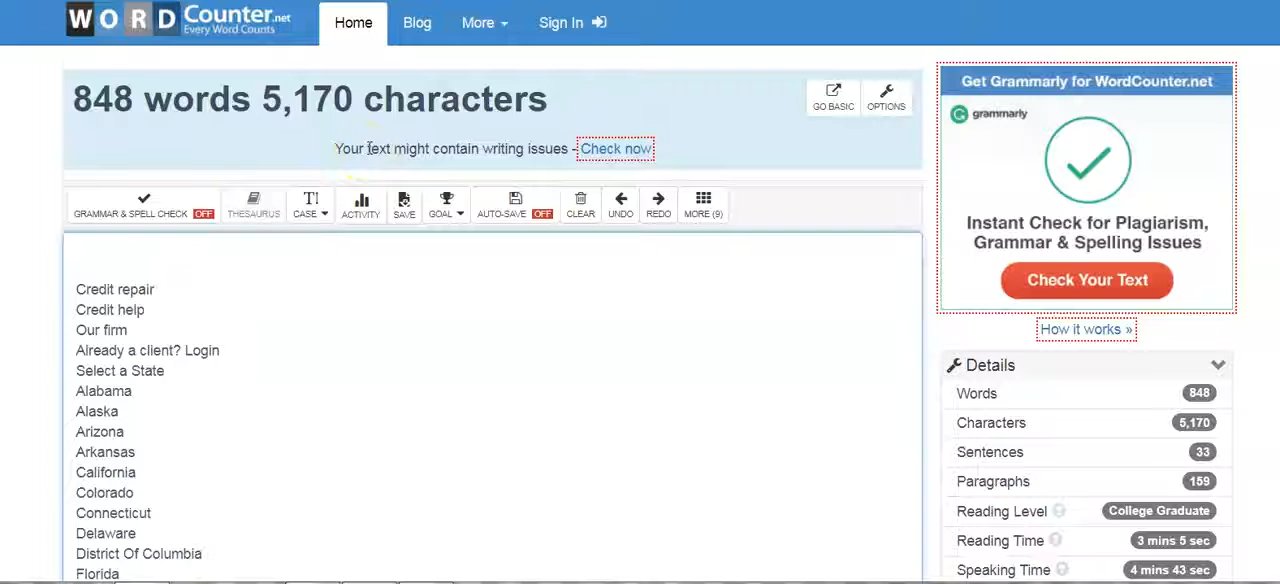 WORD Counter.net
Every Word Counts
Home Blog More Sign In
848 words 5,170 characters
GO BASIC
OPTIONS
Your Text might contain writing issues - Check now
GRAMMAR & SPELL CHECK OFF
THESAURUS
CASE
ACTIVITY
SAVE
GOAL
AUTO-SAVE OFF
CLEAR
UNDO
REDO
MORE (9)
Credit repair
Credit help
Our firm
Already a client? Login
Select a State
Alabama
Alaska
Arizona
Arkansas
California
Colorado
Connecticut
Delaware
District Of Columbia
Florida
Get Grammarly for WordCounter.net
grammarly
Instant Check for Plagiarism,
Grammar & Spelling Issues
Check Your Text
How it works »
Details
Words 848
Characters 5,170
Sentences 33
Paragraphs 159
Reading Level College Graduate
Reading Time 3 mins 5 sec
Speaking Time 4 mins 43 sec